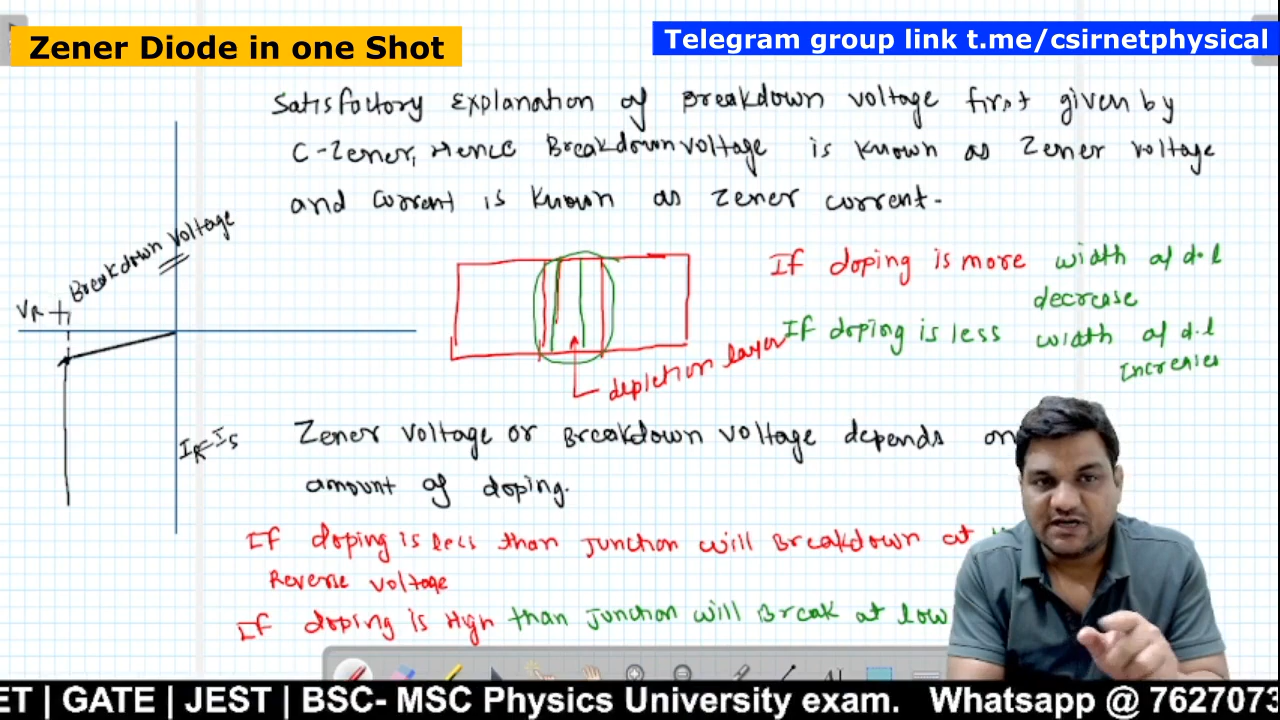 Zener Diode in one Shot
Telegram group link t.me/csirnetphysical
Satisfactory Explanation of Breakdown voltage first given by
C-Zener, Hence Breakdown voltage is known as Zener voltage
and current is known as Zener current.
Breakdown voltage
VR
IR=IS
depletion layer
If doping is more width of d.l
decrease
If doping is less width of d.l
Increases
Zener voltage or Breakdown voltage depends on
amount of doping.
If doping is less than Junction will Breakdown at
Reverse voltage
If doping is High than Junction will Break at low
ET | GATE | JEST | BSC- MSC Physics University exam. Whatsapp @ 7627073